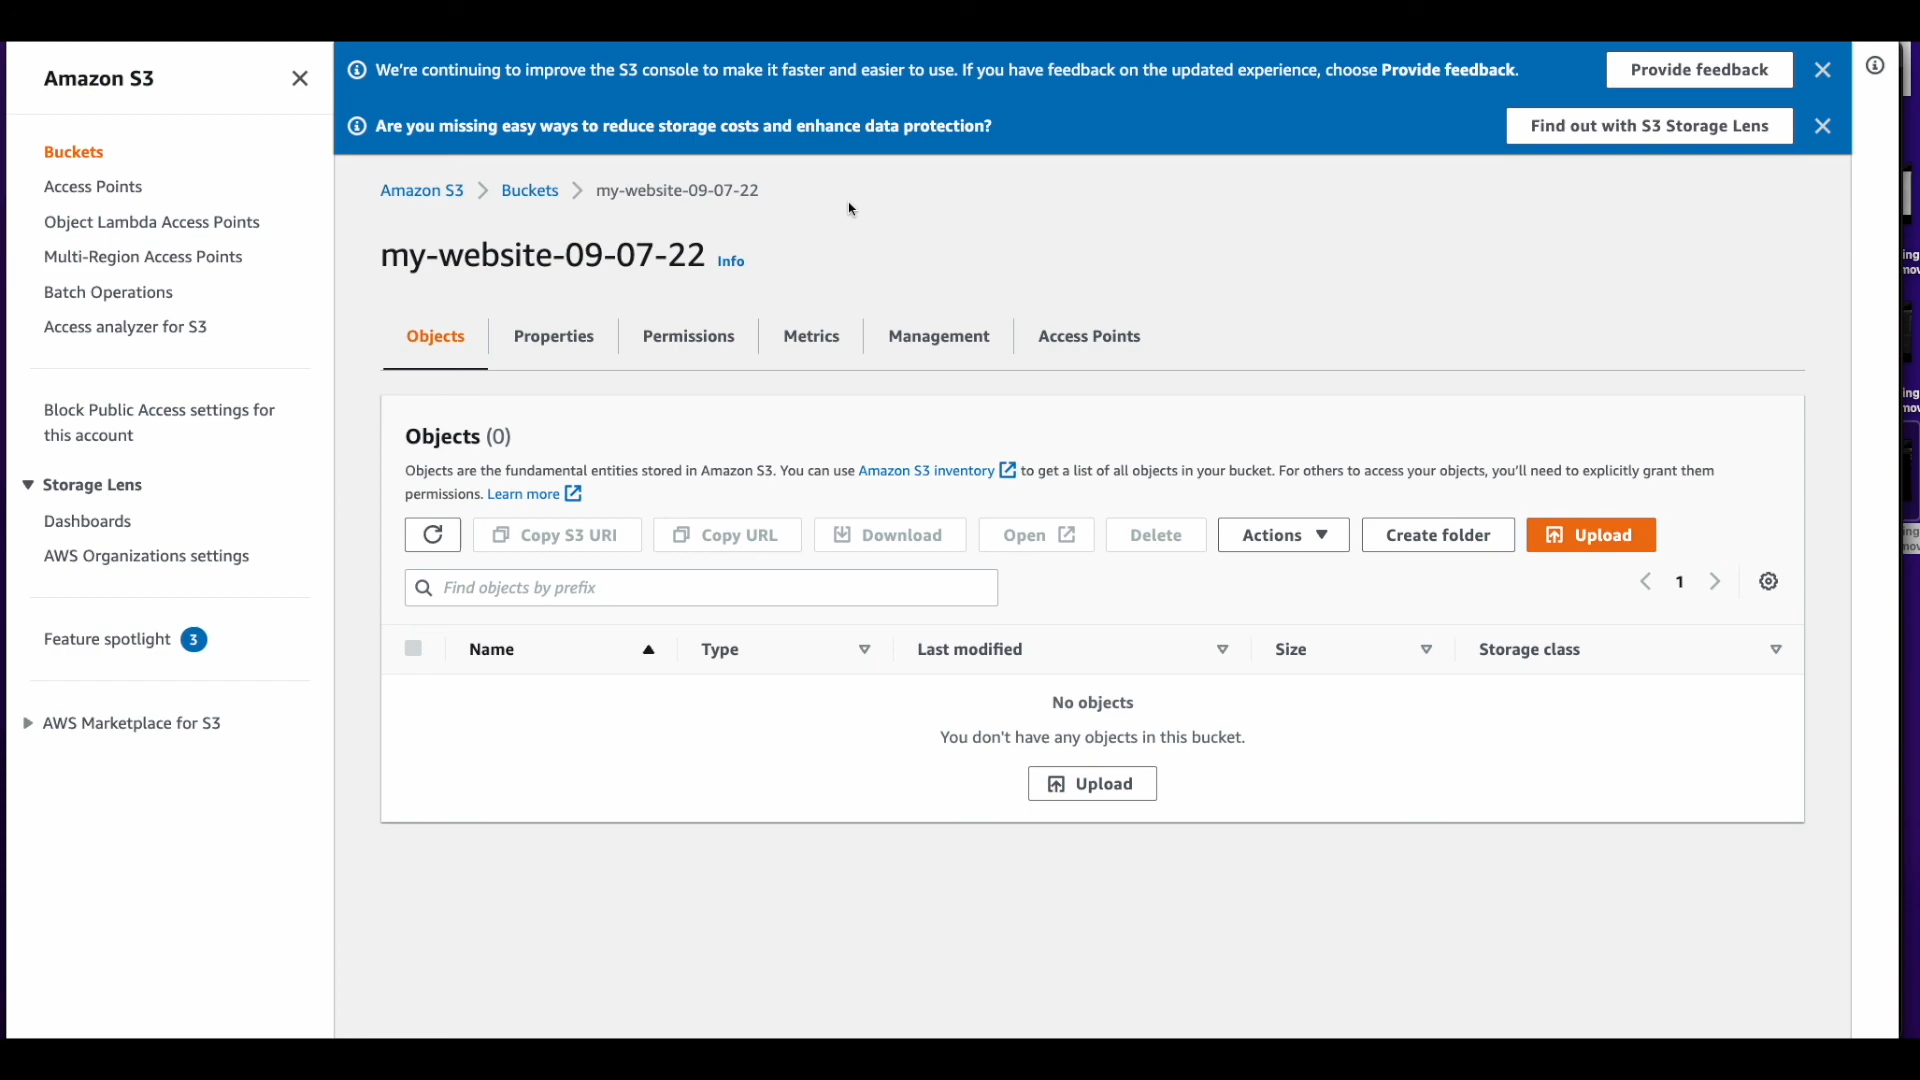 Amazon S3
We're continuing to improve the S3 console to make it faster and easier to use. If you have feedback on the updated experience, choose Provide feedback.
Provide feedback
Are you missing easy ways to reduce storage costs and enhance data protection?
Find out with S3 Storage Lens
Buckets
Access Points
Object Lambda Access Points
Multi-Region Access Points
Batch Operations
Access analyzer for S3
Block Public Access settings for
this account
Storage Lens
Dashboards
AWS Organizations settings
Feature spotlight 3
AWS Marketplace for S3
Amazon S3 Buckets my-website-09-07-22
my-website-09-07-22 Info
Objects Properties Permissions Metrics Management Access Points
Objects (0)
Objects are the fundamental entities stored in Amazon S3. You can use Amazon S3 inventory to get a list of all objects in your bucket. For others to access your objects, you'll need to explicitly grant them
permissions. Learn more
Copy S3 URI Copy URL Download Open Delete Actions Create folder Upload
Find objects by prefix
1
Name Type Last modified Size Storage class
No objects
You don't have any objects in this bucket.
Upload